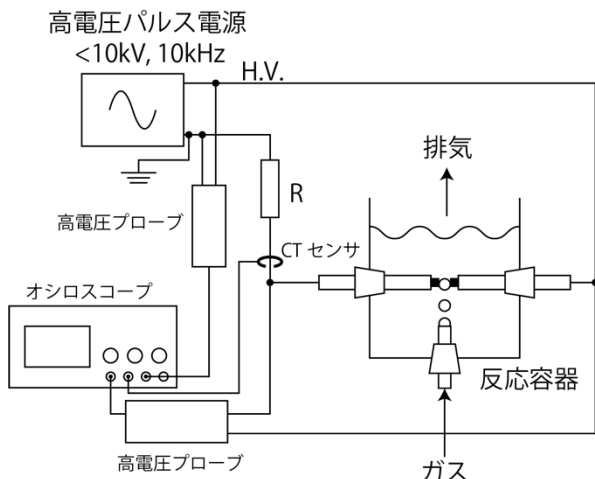 高電圧パルス電源
<10kV, 10kHz
H.V.
排気
R
高電圧プローブ
CT センサ
オシロスコープ
反応容器
高電圧プローブ
ガス